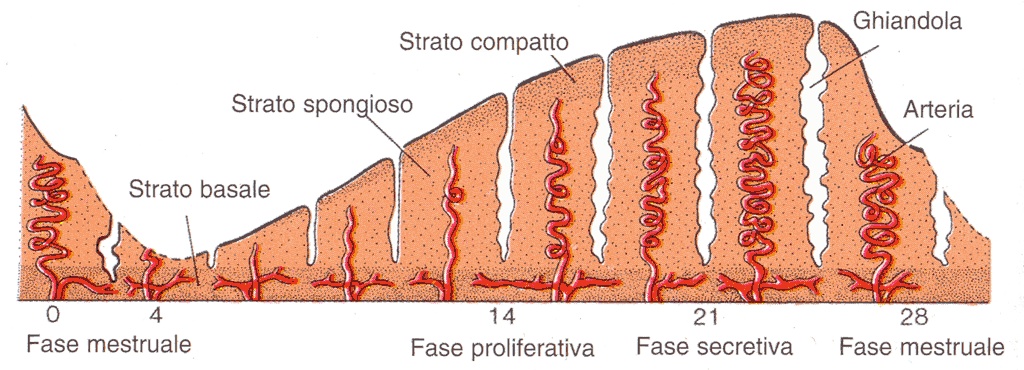 Ghiandola
Strato compatto
Strato spongioso
Arteria
Strato basale
0 4 14 21 28
Fase mestruale Fase proliferativa Fase secretiva Fase mestruale